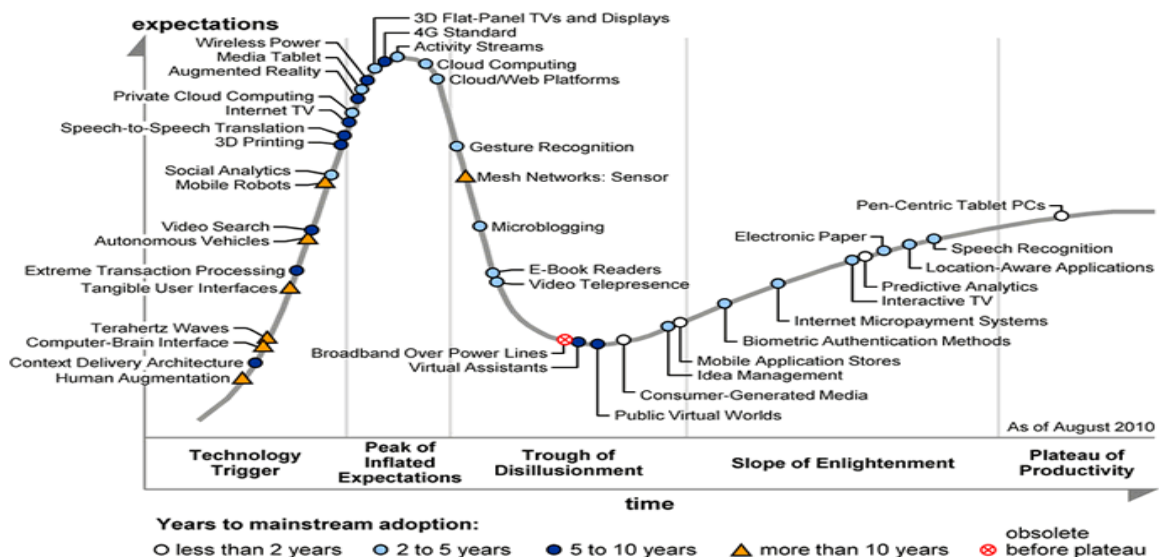 expectations
3D Flat-Panel TVs and Displays
4G Standard
Activity Streams
Wireless Power
Media Tablet
Augmented Reality
Cloud Computing
Cloud/Web Platforms
Private Cloud Computing
Internet TV
Speech-to-Speech Translation
3D Printing
Gesture Recognition
Social Analytics
Mobile Robots
Mesh Networks: Sensor
Video Search
Autonomous Vehicles
Microblogging
Extreme Transaction Processing
Tangible User Interfaces
E-Book Readers
Video Telepresence
Terahertz Waves
Computer-Brain Interface
Context Delivery Architecture
Human Augmentation
Broadband Over Power Lines
Virtual Assistants
Public Virtual Worlds
Consumer-Generated Media
Idea Management
Mobile Application Stores
Biometric Authentication Methods
Internet Micropayment Systems
Interactive TV
Predictive Analytics
Electronic Paper
Location-Aware Applications
Speech Recognition
Pen-Centric Tablet PCs
As of August 2010
Technology
Trigger
Peak of
Inflated
Expectations
Trough of
Disillusionment
Slope of Enlightenment
Plateau of
Productivity
time
Years to mainstream adoption:
less than 2 years
2 to 5 years
5 to 10 years
more than 10 years
obsolete
before plateau